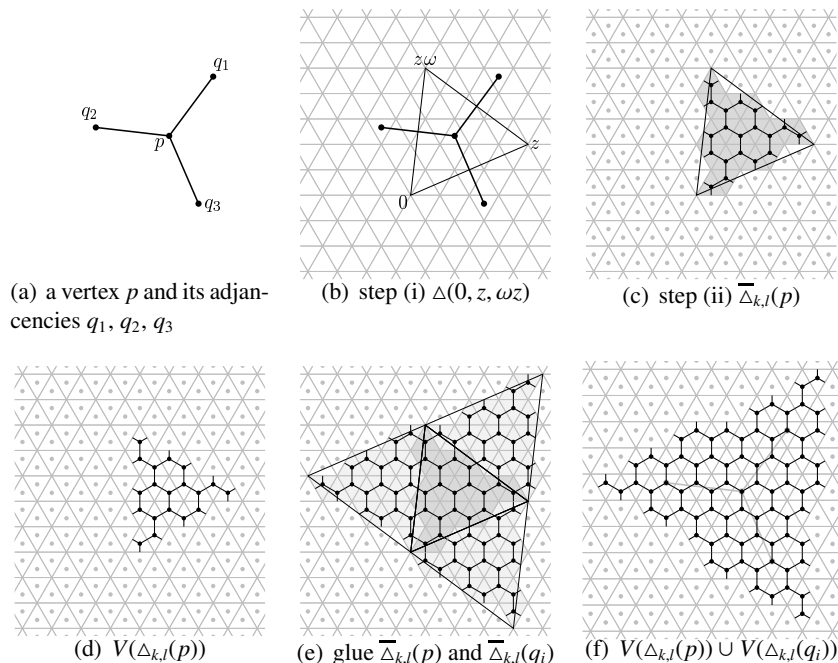 q₁
q₂
p
q₃
zω
z
0
(a) a vertex p and its adjan-
cencies q₁, q₂, q₃
(b) step (i) △(0, z, ωz)
(c) step (ii) △̅ₖ,ₗ(p)
(d) V(△ₖ,ₗ(p))
(e) glue △̅ₖ,ₗ(p) and △̅ₖ,ₗ(qᵢ)
(f) V(△ₖ,ₗ(p)) ∪ V(△ₖ,ₗ(qᵢ))